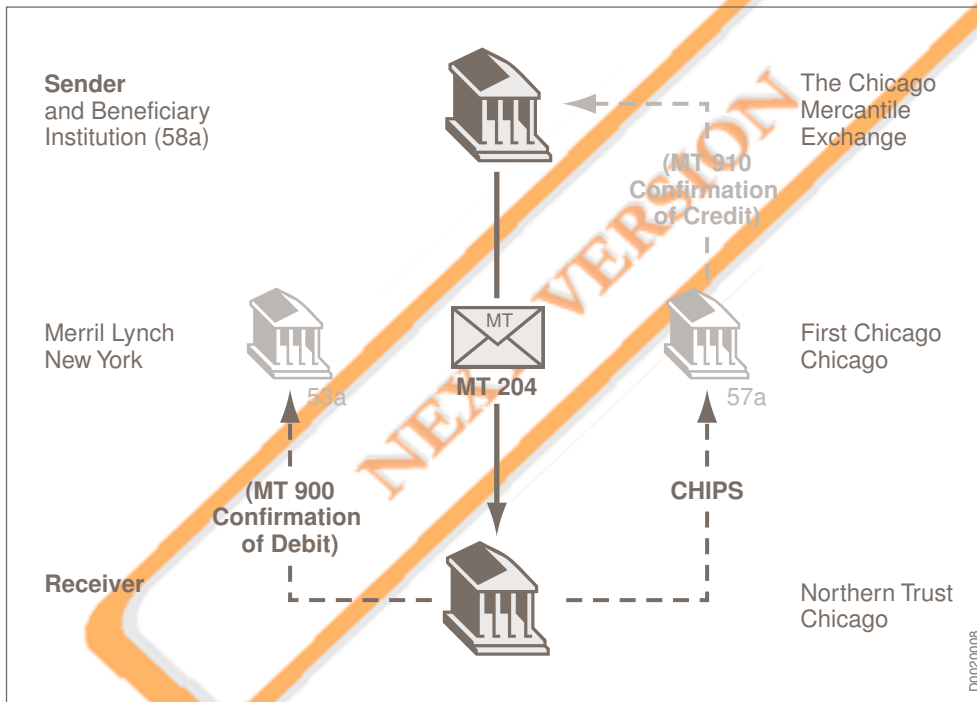 Sender
and Beneficiary
Institution (58a)
The Chicago
Mercantile
Exchange
(MT 910
Confirmation
of Credit)
Merril Lynch
New York
53a
MT
MT 204
57a
First Chicago
Chicago
(MT 900
Confirmation
of Debit)
CHIPS
Receiver
Northern Trust
Chicago
D0020008
NEXT VERSION